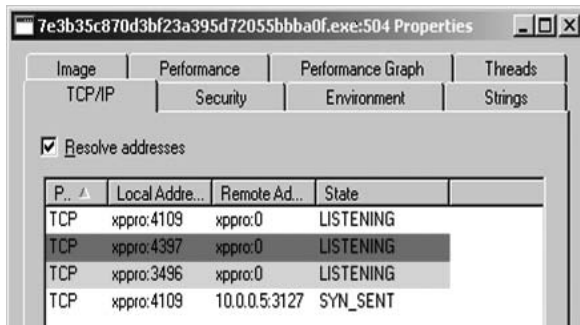 7e3b35c870d3bf23a395d72055bbba0f.exe:504 Properties
Image Performance Performance Graph Threads
TCP/IP Security Environment Strings
Resolve addresses
P.. Local Addre... Remote Ad... State
TCP xppro:4109 xppro:0 LISTENING
TCP xppro:4397 xppro:0 LISTENING
TCP xppro:3496 xppro:0 LISTENING
TCP xppro:4109 10.0.0.5:3127 SYN_SENT